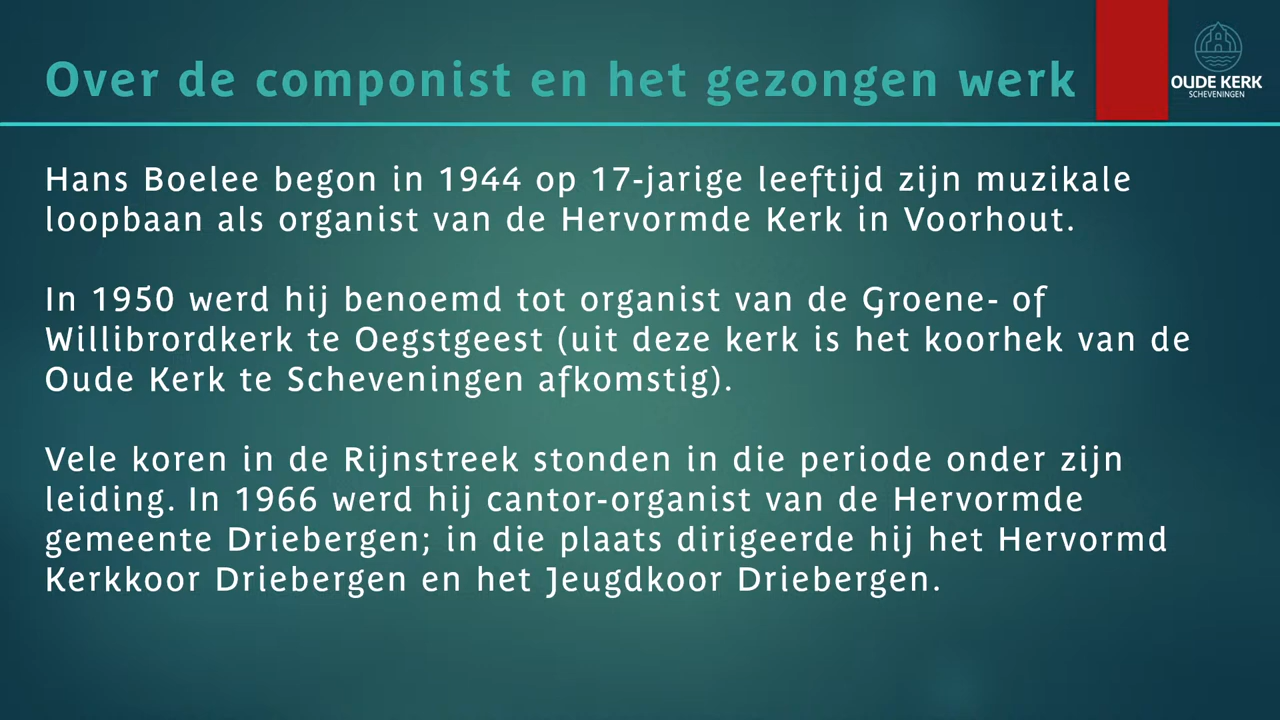 Over de componist en het gezongen werk
OUDE KERK
SCHEVENINGEN
Hans Boelee begon in 1944 op 17-jarige leeftijd zijn muzikale
loopbaan als organist van de Hervormde Kerk in Voorhout.
In 1950 werd hij benoemd tot organist van de Groene- of
Willibrordkerk te Oegstgeest (uit deze kerk is het koorhek van de
Oude Kerk te Scheveningen afkomstig).
Vele koren in de Rijnstreek stonden in die periode onder zijn
leiding. In 1966 werd hij cantor-organist van de Hervormde
gemeente Driebergen; in die plaats dirigeerde hij het Hervormd
Kerkkoor Driebergen en het Jeugdkoor Driebergen.